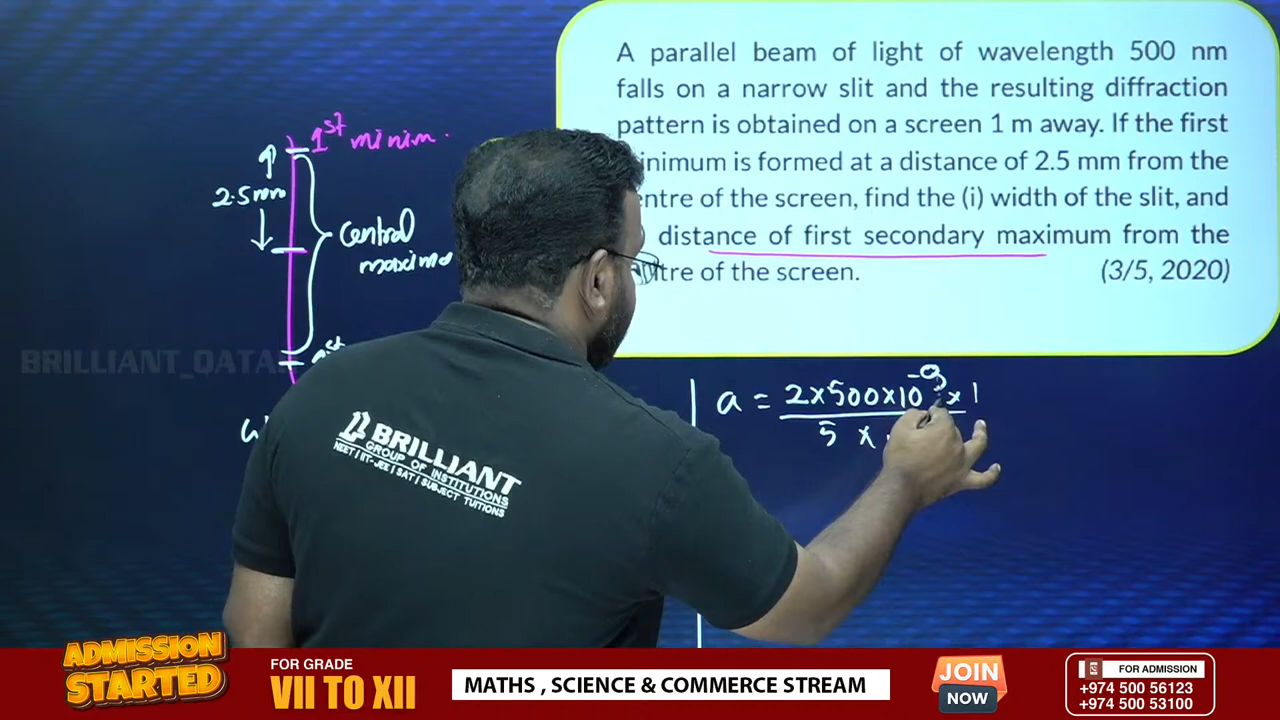 A parallel beam of light of wavelength 500 nm
falls on a narrow slit and the resulting diffraction
pattern is obtained on a screen 1 m away. If the first
inimum is formed at a distance of 2.5 mm from the
entre of the screen, find the (i) width of the slit, and
distance of first secondary maximum from the
tre of the screen. (3/5, 2020)
1st minim.
2.5mm
Central
maxima
BRILLIANT_QATA
a = 2×500×10⁻⁹×1
5 ×
BRILLIANT
GROUP OF INSTITUTIONS
NEET / IIT-JEE / SAT / SUBJECT TUITIONS
ADMISSION
STARTED
FOR GRADE
VII TO XII
MATHS , SCIENCE & COMMERCE STREAM
JOIN
NOW
FOR ADMISSION
+974 500 56123
+974 500 53100